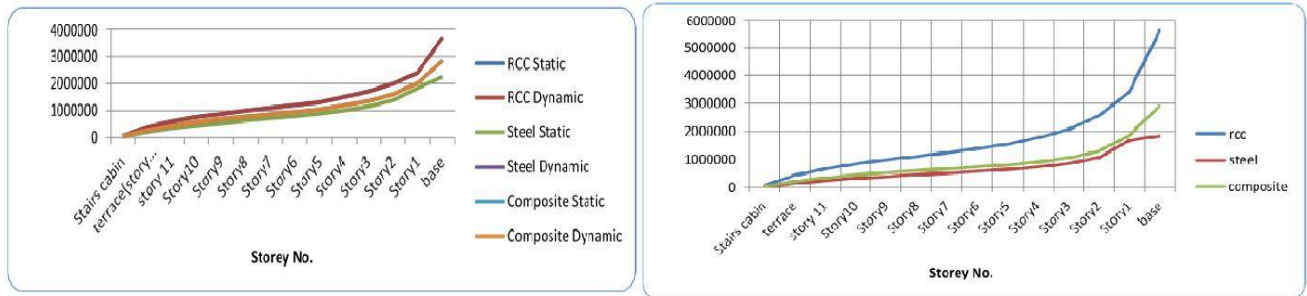 4000000
3000000
2000000
1000000
0
Stairs cabin
terrace(story...
story 11
Story10
Story9
Story8
Story7
Story6
Story5
Story4
Story3
Story2
Story1
base
Storey No.
RCC Static
RCC Dynamic
Steel Static
Steel Dynamic
Composite Static
Composite Dynamic
6000000
5000000
4000000
3000000
2000000
1000000
0
Stairs cabin
terrace
story 11
Story10
Story9
Story8
Story7
Story6
Story5
Story4
Story3
Story2
Story1
base
Storey No.
rcc
steel
composite